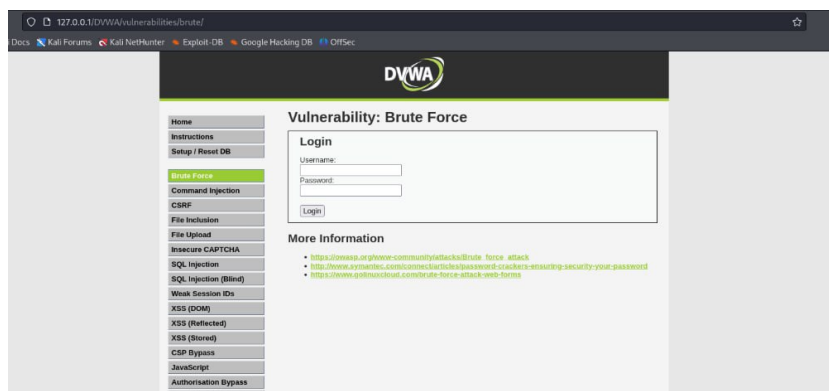 127.0.0.1/DVWA/vulnerabilities/brute/
Docs Kali Forums Kali NetHunter Exploit-DB Google Hacking DB OffSec
DVWA
Home
Instructions
Setup / Reset DB
Brute Force
Command Injection
CSRF
File Inclusion
File Upload
Insecure CAPTCHA
SQL Injection
SQL Injection (Blind)
Weak Session IDs
XSS (DOM)
XSS (Reflected)
XSS (Stored)
CSP Bypass
JavaScript
Authorisation Bypass
Vulnerability: Brute Force
Login
Username:
Password:
Login
More Information
https://owasp.org/www-community/attacks/Brute_force_attack
http://www.symantec.com/connect/articles/password-crackers-ensuring-security-your-password
https://www.golinuxcloud.com/brute-force-attack-web-forms